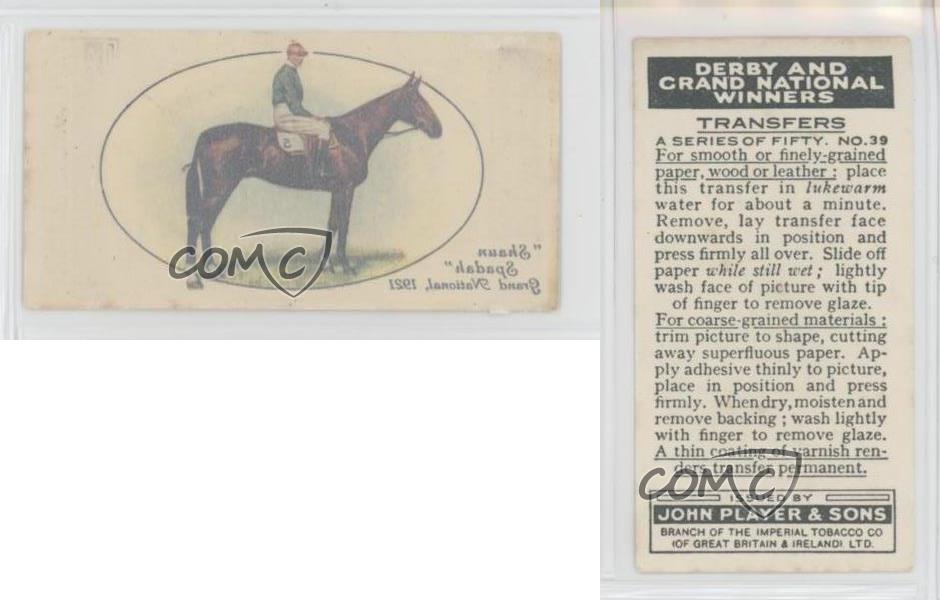 "Shaun
Spadah"
Grand National, 1921
5
COMC
DERBY AND
GRAND NATIONAL
WINNERS
TRANSFERS
A SERIES OF FIFTY. NO.39
For smooth or finely-grained
paper, wood or leather : place
this transfer in lukewarm
water for about a minute.
Remove, lay transfer face
downwards in position and
press firmly all over. Slide off
paper while still wet ; lightly
wash face of picture with tip
of finger to remove glaze.
For coarse-grained materials :
trim picture to shape, cutting
away superfluous paper. Ap-
ply adhesive thinly to picture,
place in position and press
firmly. When dry, moisten and
remove backing ; wash lightly
with finger to remove glaze.
A thin coating of varnish ren-
ders transfer permanent.
COMC
ISSUED BY
JOHN PLAYER & SONS
BRANCH OF THE IMPERIAL TOBACCO CO
(OF GREAT BRITAIN & IRELAND) LTD.